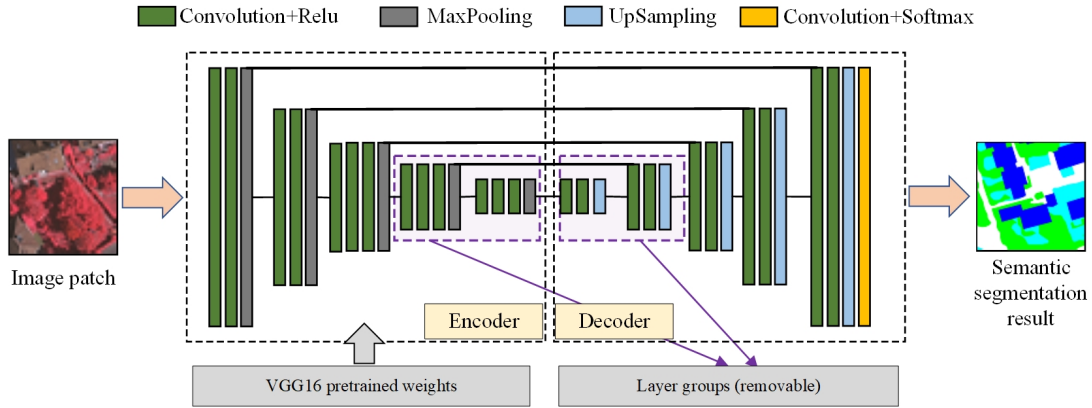 Convolution+Relu
MaxPooling
UpSampling
Convolution+Softmax
Image patch
Encoder
Decoder
Semantic
segmentation
result
VGG16 pretrained weights
Layer groups (removable)